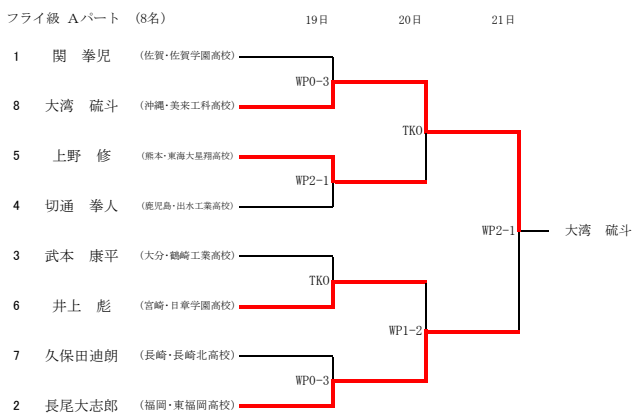 フライ級 Aパート (8名) 19日 20日 21日
1 関 拳児 (佐賀・佐賀学園高校)
WP0-3
8 大湾 硫斗 (沖縄・美来工科高校)
TKO
5 上野 修 (熊本・東海大星翔高校)
WP2-1
4 切通 拳人 (鹿児島・出水工業高校)
WP2-1 大湾 硫斗
3 武本 康平 (大分・鶴崎工業高校)
TKO
6 井上 彪 (宮崎・日章学園高校)
WP1-2
7 久保田迪朗 (長崎・長崎北高校)
WP0-3
2 長尾大志郎 (福岡・東福岡高校)